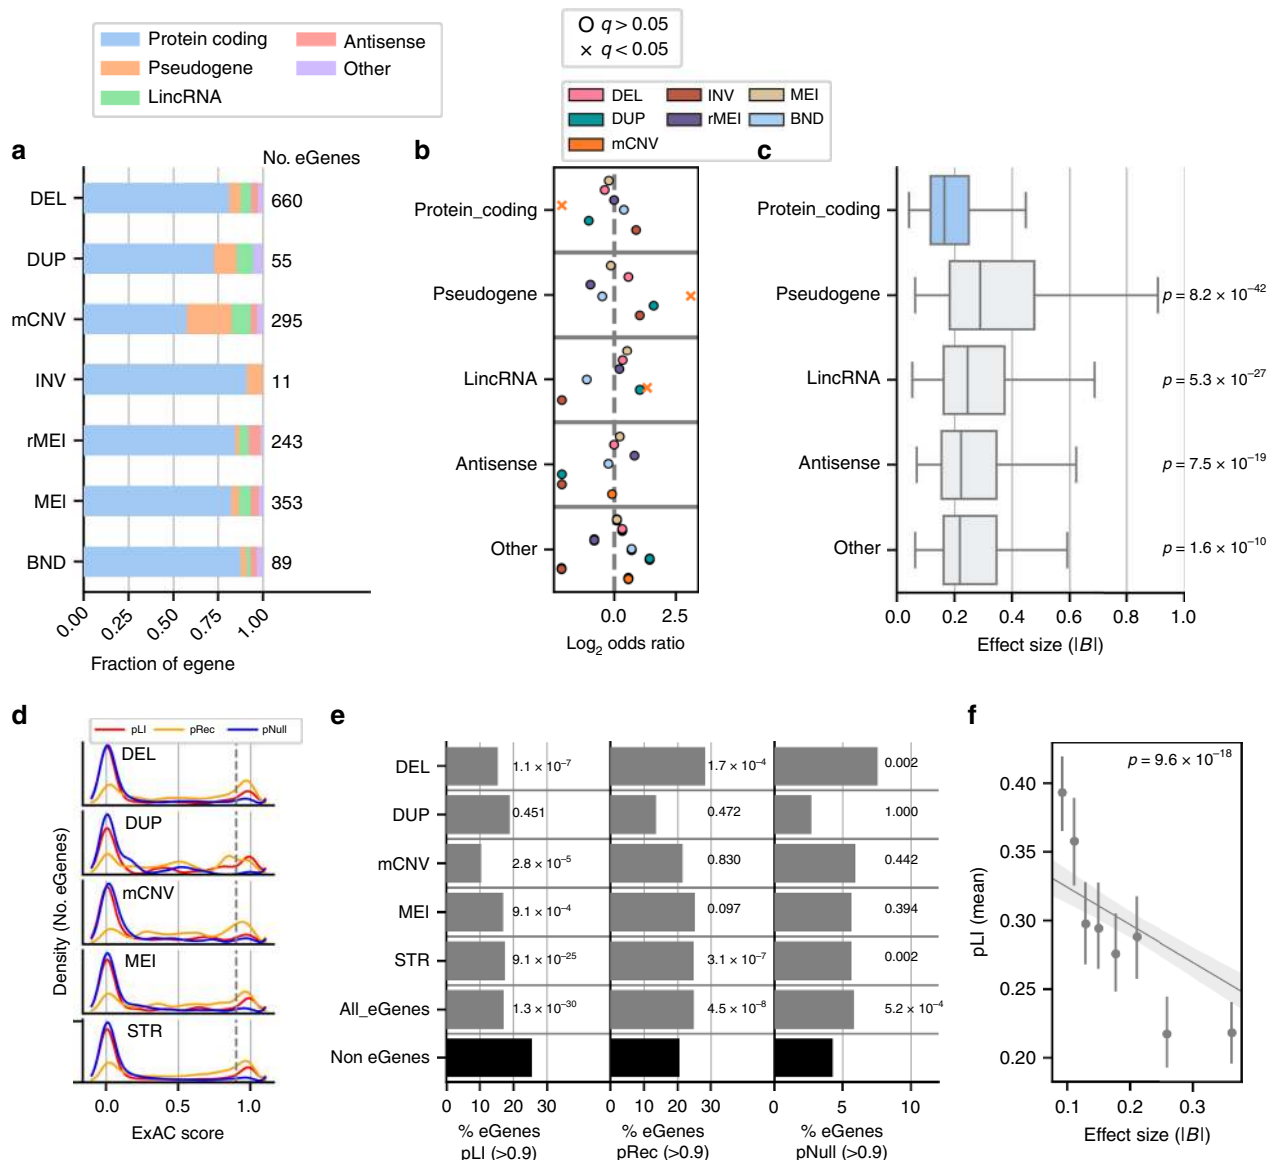 Protein coding
Antisense
Pseudogene
Other
LincRNA
q > 0.05
q < 0.05
DEL
INV
MEI
DUP
rMEI
BND
mCNV
a
No. eGenes
DEL
660
DUP
55
mCNV
295
INV
11
rMEI
243
MEI
353
BND
89
0.00
0.25
0.50
0.75
1.00
Fraction of egene
b
Protein_coding
Pseudogene
LincRNA
Antisense
Other
0.0
2.5
Log2 odds ratio
c
Protein_coding
Pseudogene
p = 8.2 × 10−42
LincRNA
p = 5.3 × 10−27
Antisense
p = 7.5 × 10−19
Other
p = 1.6 × 10−10
0.0
0.2
0.4
0.6
0.8
1.0
Effect size (|B|)
d
pLI
pRec
pNull
DEL
DUP
mCNV
MEI
STR
Density (No. eGenes)
0.0
0.5
1.0
ExAC score
e
DEL
1.1 × 10−7
1.7 × 10−4
0.002
DUP
0.451
0.472
1.000
mCNV
2.8 × 10−5
0.830
0.442
MEI
9.1 × 10−4
0.097
0.394
STR
9.1 × 10−25
3.1 × 10−7
0.002
All_eGenes
1.3 × 10−30
4.5 × 10−8
5.2 × 10−4
Non eGenes
0 10 20 30
0 10 20 30
0 5 10
% eGenes
pLI (>0.9)
% eGenes
pRec (>0.9)
% eGenes
pNull (>0.9)
f
p = 9.6 × 10−18
0.40
0.35
0.30
0.25
0.20
pLI (mean)
0.1
0.2
0.3
Effect size (|B|)